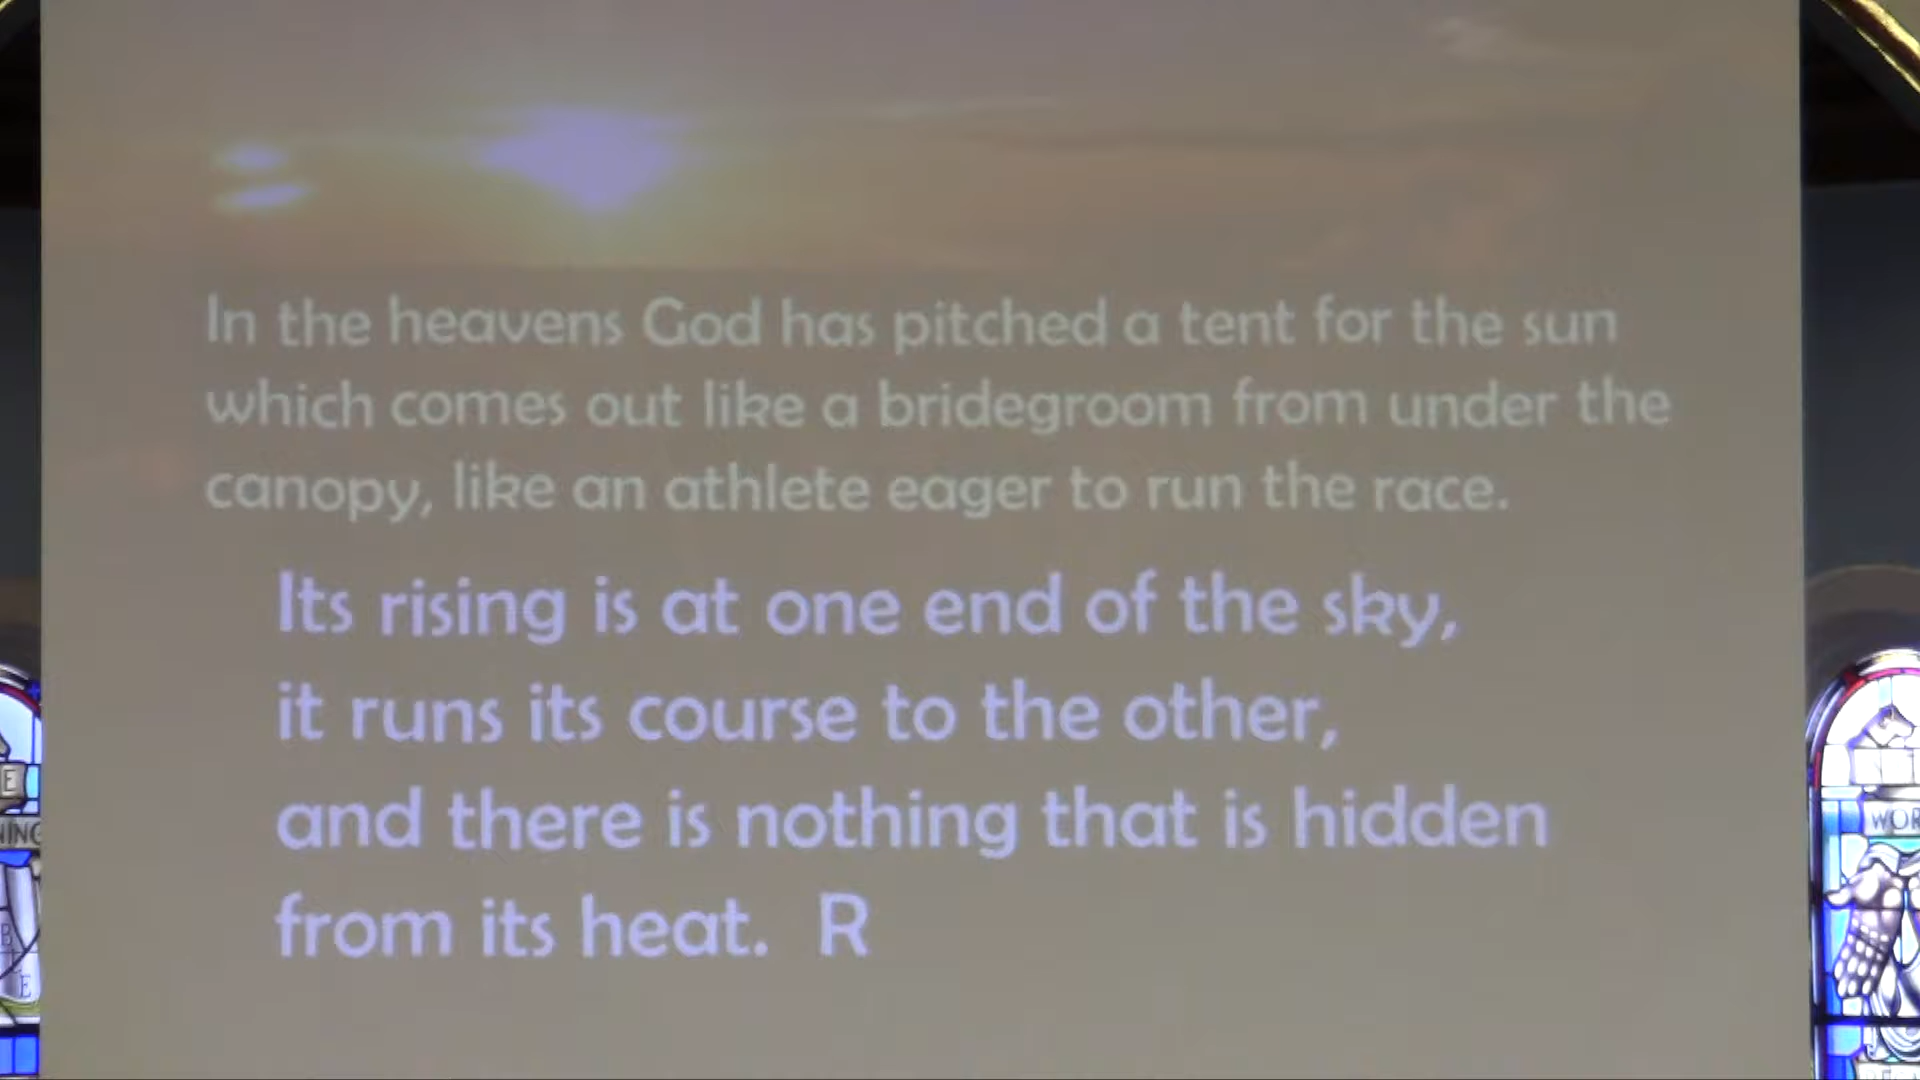 In the heavens God has pitched a tent for the sun
which comes out like a bridegroom from under the
canopy, like an athlete eager to run the race.
Its rising is at one end of the sky,
it runs its course to the other,
and there is nothing that is hidden
from its heat. R
E
NING
B
E
WOR